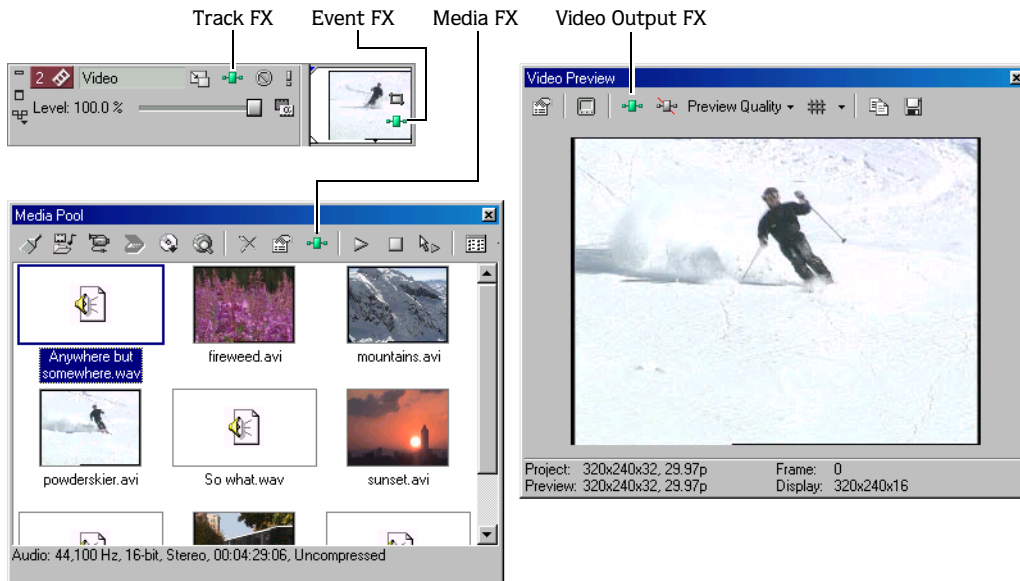 Track FX Event FX Media FX Video Output FX
2 Video
Level: 100.0 %
Video Preview
Preview Quality
Project: 320x240x32, 29.97p Frame: 0
Preview: 320x240x32, 29.97p Display: 320x240x16
Media Pool
Anywhere but
somewhere.wav
fireweed.avi
mountains.avi
powderskier.avi
So what.wav
sunset.avi
Audio: 44,100 Hz, 16-bit, Stereo, 00:04:29:06, Uncompressed